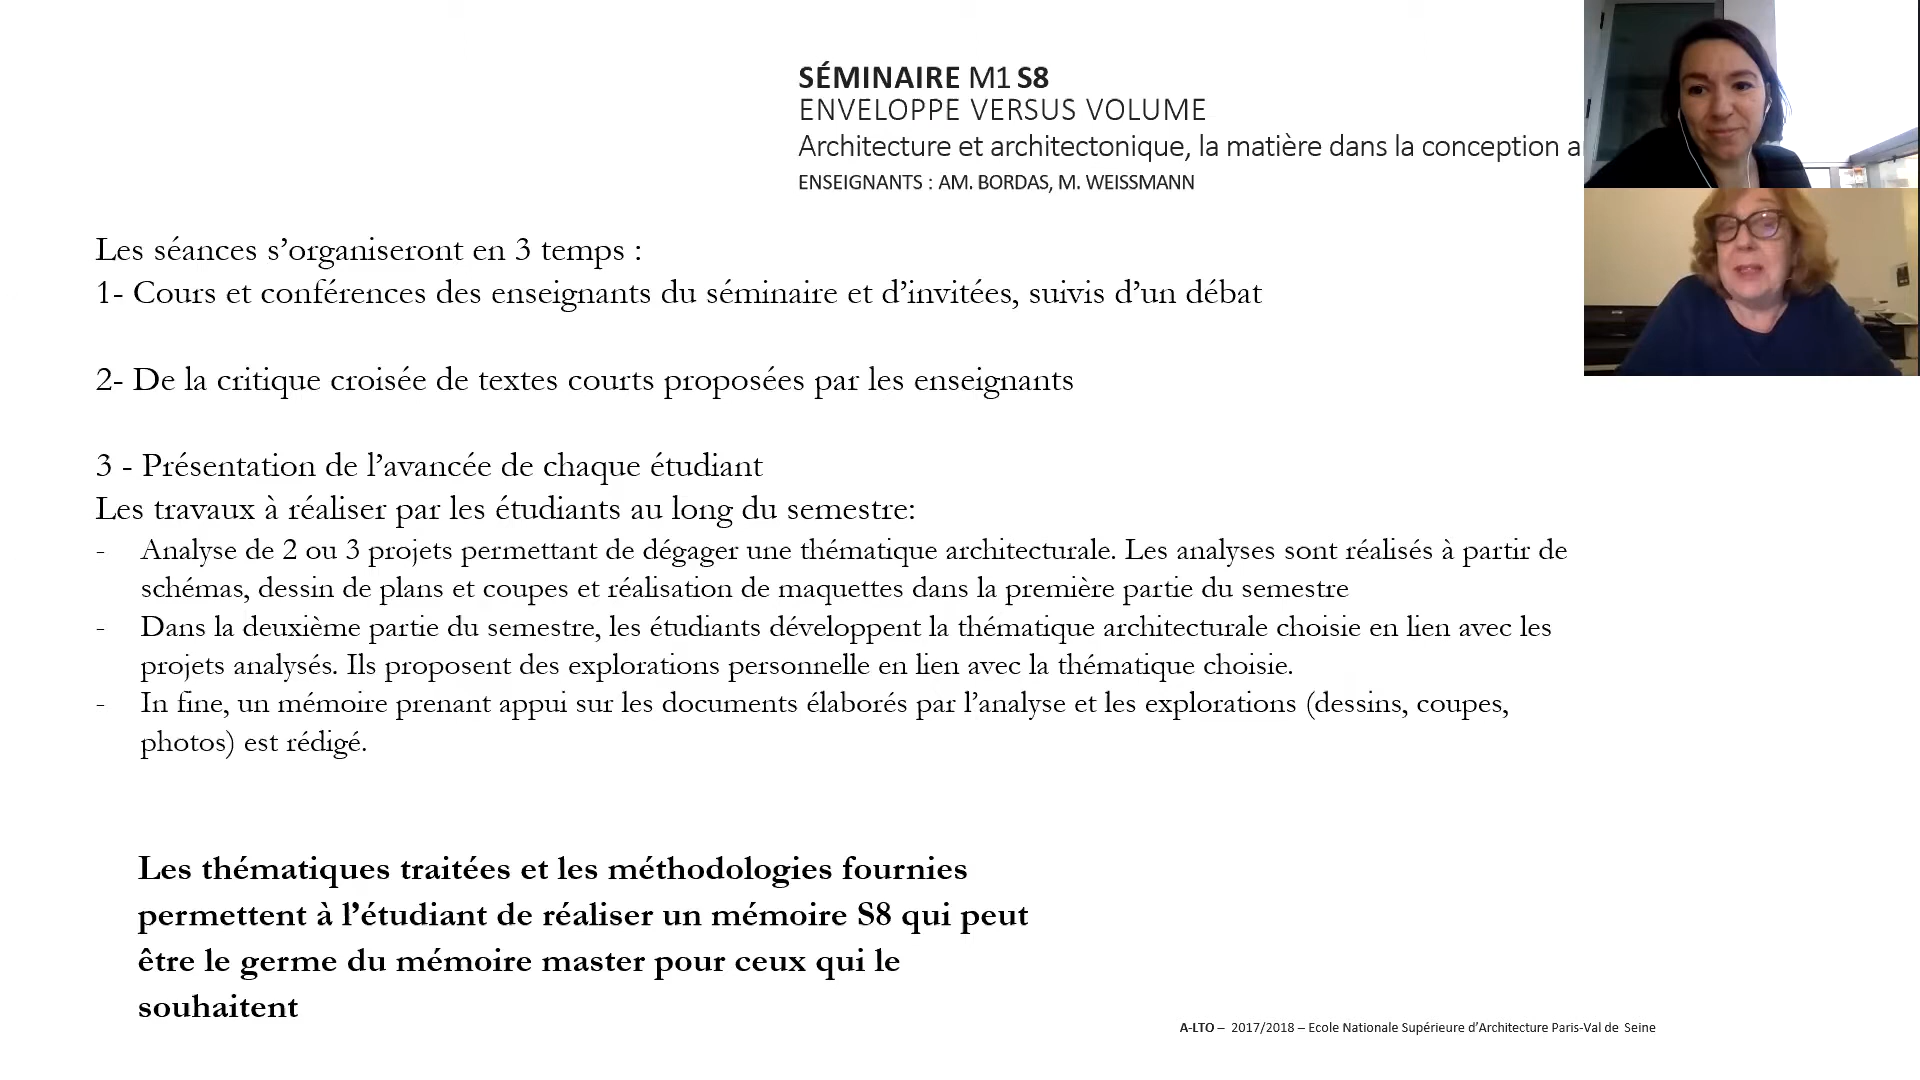 SÉMINAIRE M1 S8
ENVELOPPE VERSUS VOLUME
Architecture et architectonique, la matière dans la conception a
ENSEIGNANTS : AM. BORDAS, M. WEISSMANN
Les séances s’organiseront en 3 temps :
1- Cours et conférences des enseignants du séminaire et d’invitées, suivis d’un débat
2- De la critique croisée de textes courts proposées par les enseignants
3 - Présentation de l’avancée de chaque étudiant
Les travaux à réaliser par les étudiants au long du semestre:
- Analyse de 2 ou 3 projets permettant de dégager une thématique architecturale. Les analyses sont réalisés à partir de
schémas, dessin de plans et coupes et réalisation de maquettes dans la première partie du semestre
- Dans la deuxième partie du semestre, les étudiants développent la thématique architecturale choisie en lien avec les
projets analysés. Ils proposent des explorations personnelle en lien avec la thématique choisie.
- In fine, un mémoire prenant appui sur les documents élaborés par l’analyse et les explorations (dessins, coupes,
photos) est rédigé.
Les thématiques traitées et les méthodologies fournies
permettent à l’étudiant de réaliser un mémoire S8 qui peut
être le germe du mémoire master pour ceux qui le
souhaitent
A-LTO – 2017/2018 – Ecole Nationale Supérieure d’Architecture Paris-Val de Seine